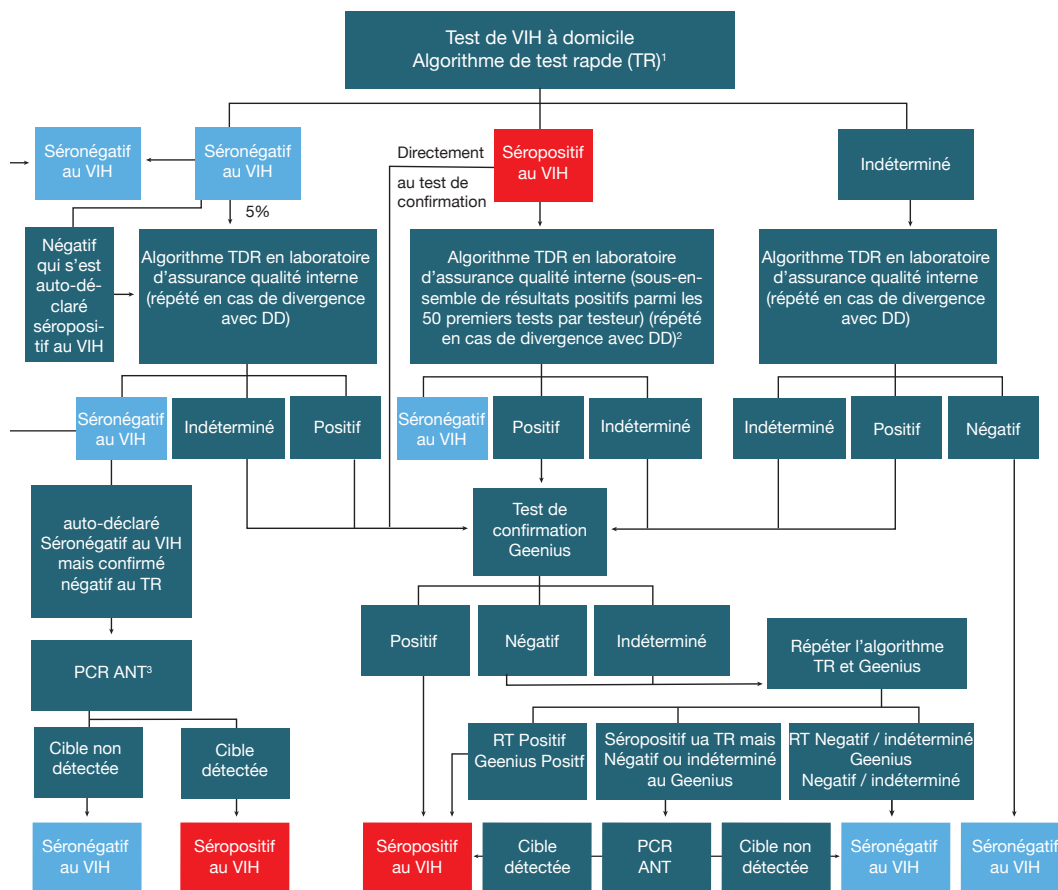 Test de VIH à domicile
Algorithme de test rapde (TR)¹
Séronégatif
au VIH
Séronégatif
au VIH
Directement
au test de
confirmation
Séropositif
au VIH
Indéterminé
5%
Négatif
qui s'est
auto-dé-
claré
séroposi-
tif au VIH
Algorithme TDR en laboratoire
d'assurance qualité interne
(répété en cas de divergence
avec DD)
Algorithme TDR en laboratoire
d'assurance qualité interne (sous-en-
semble de résultats positifs parmi les
50 premiers tests par testeur) (répété
en cas de divergence avec DD)²
Algorithme TDR en laboratoire
d'assurance qualité interne
(répété en cas de divergence
avec DD)
Séronégatif
au VIH
Indéterminé
Positif
Séronégatif
au VIH
Positif
Indéterminé
Indéterminé
Positif
Négatif
auto-déclaré
Séronégatif au VIH
mais confirmé
négatif au TR
Test de
confirmation
Geenius
Positif
Négatif
Indéterminé
Répéter l'algorithme
TR et Geenius
PCR ANT³
Cible non
détectée
Cible
détectée
RT Positif
Geenius Positf
Séropositif ua TR mais
Négatif ou indéterminé
au Geenius
RT Negatif / indéterminé
Geenius
Negatif / indéterminé
Séronégatif
au VIH
Séropositif
au VIH
Séropositif
au VIH
Cible
détectée
PCR
ANT
Cible non
détectée
Séronégatif
au VIH
Séronégatif
au VIH